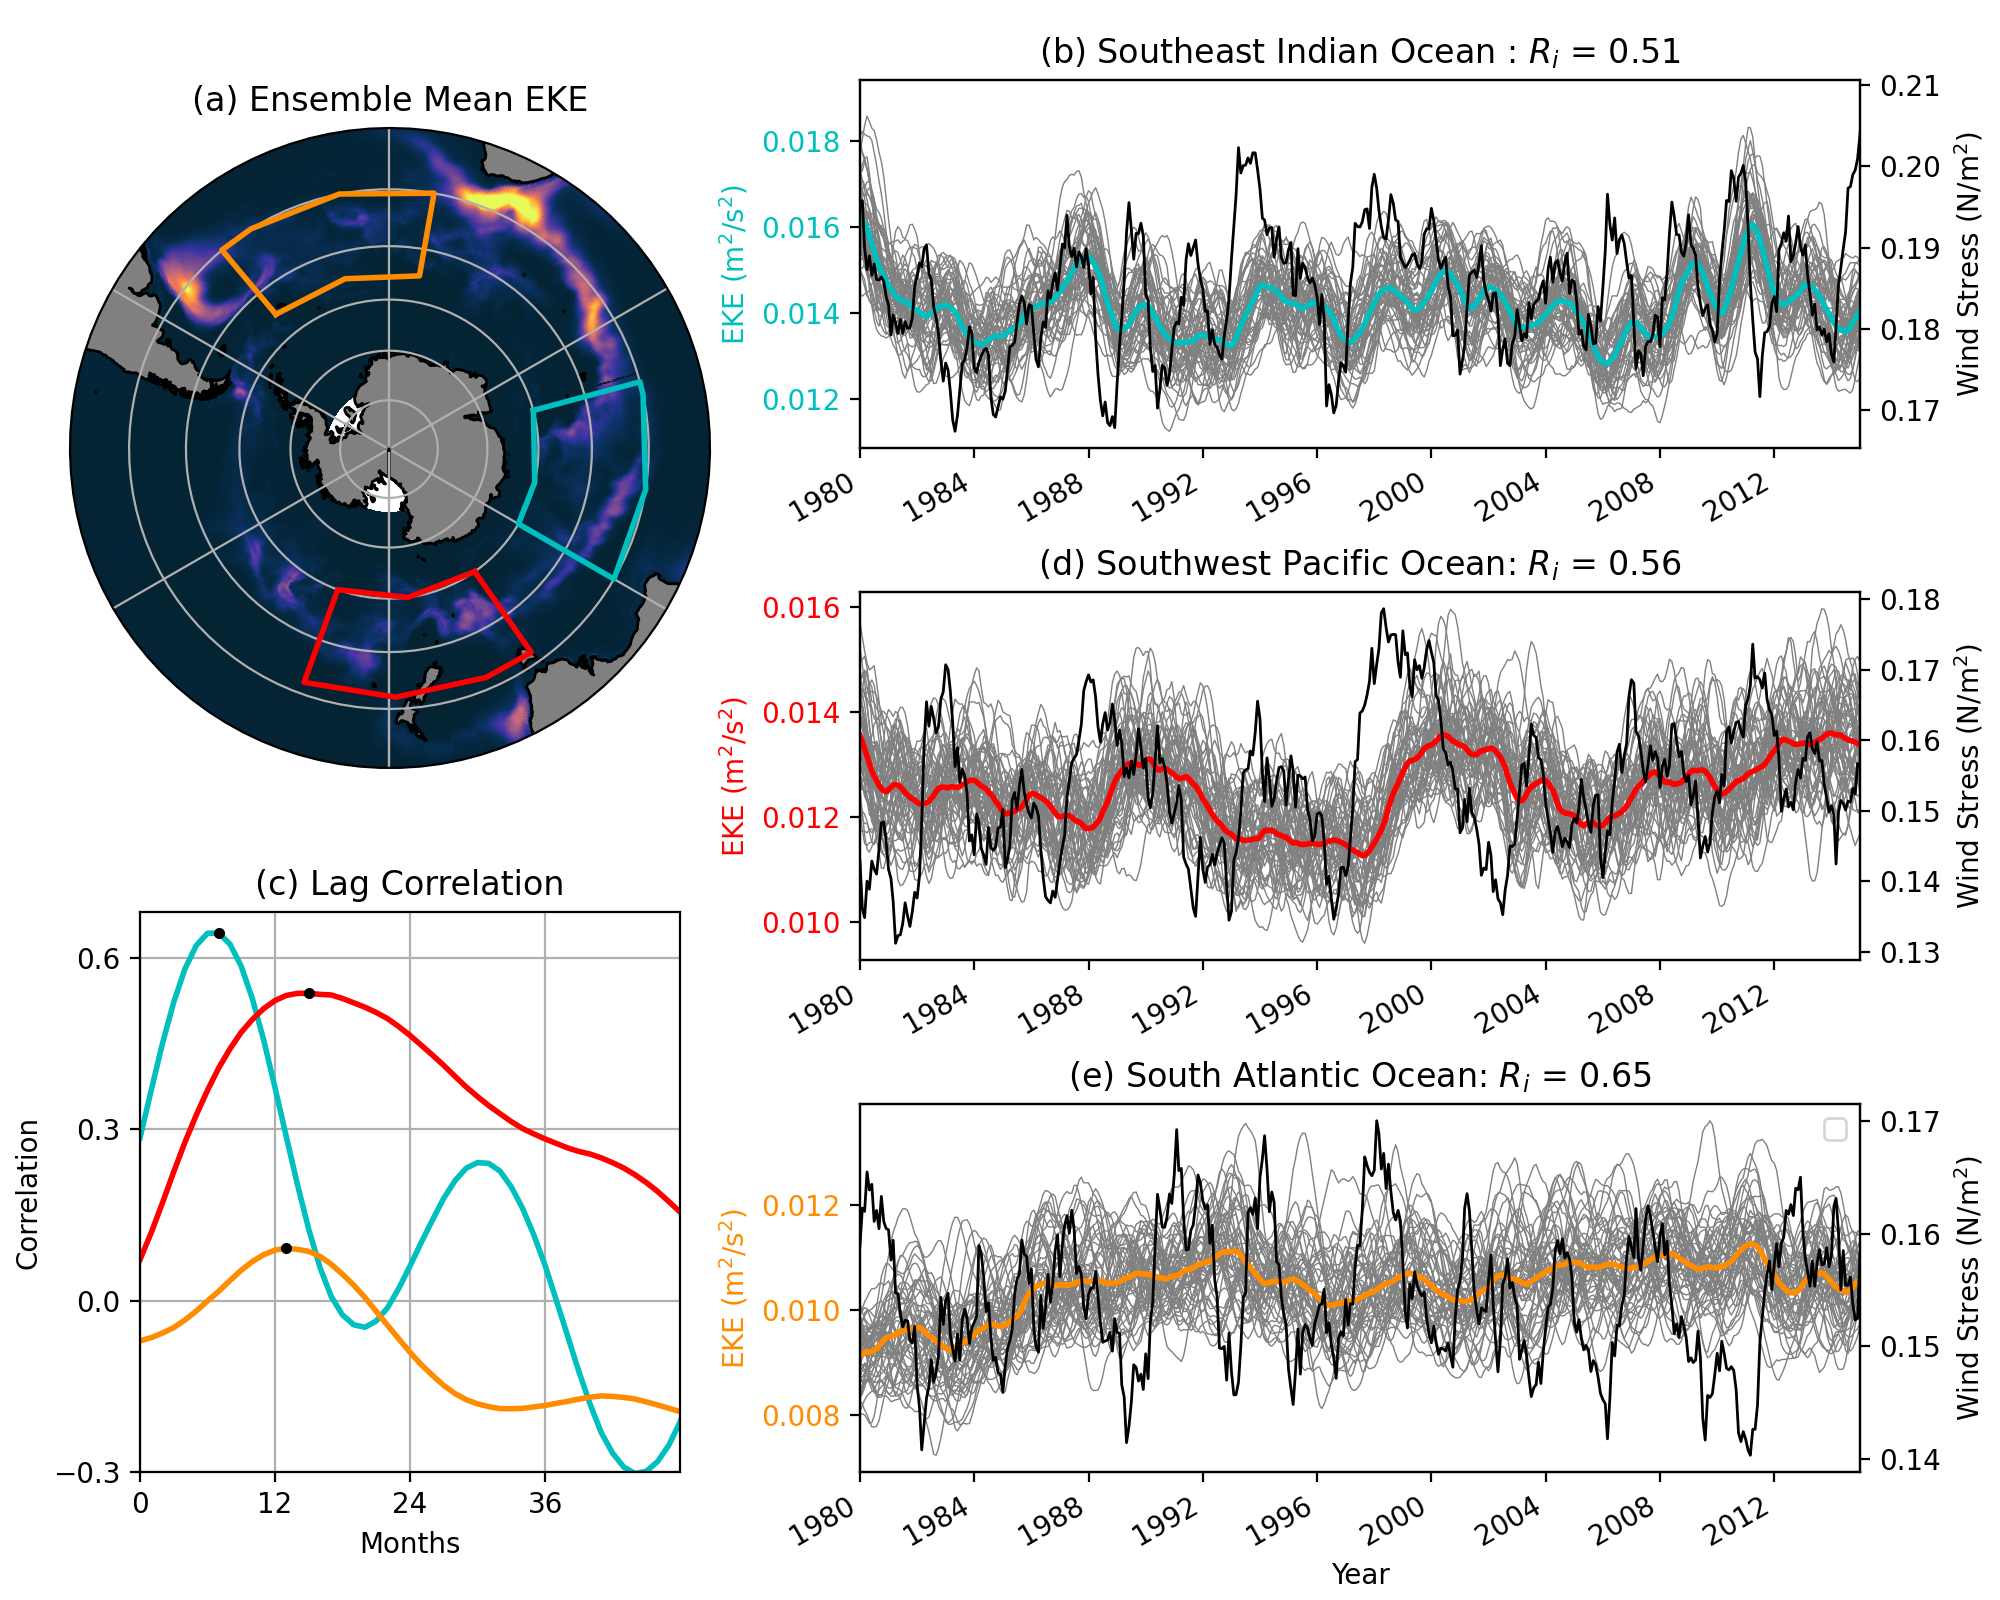 (a) Ensemble Mean EKE
(b) Southeast Indian Ocean : Rᵢ = 0.51
EKE (m²/s²)
0.018
0.016
0.014
0.012
0.21
0.20
0.19
0.18
0.17
Wind Stress (N/m²)
1980 1984 1988 1992 1996 2000 2004 2008 2012
(d) Southwest Pacific Ocean: Rᵢ = 0.56
EKE (m²/s²)
0.016
0.014
0.012
0.010
0.18
0.17
0.16
0.15
0.14
0.13
Wind Stress (N/m²)
1980 1984 1988 1992 1996 2000 2004 2008 2012
(c) Lag Correlation
Correlation
0.6
0.3
0.0
−0.3
0 12 24 36
Months
(e) South Atlantic Ocean: Rᵢ = 0.65
EKE (m²/s²)
0.012
0.010
0.008
0.17
0.16
0.15
0.14
Wind Stress (N/m²)
1980 1984 1988 1992 1996 2000 2004 2008 2012
Year